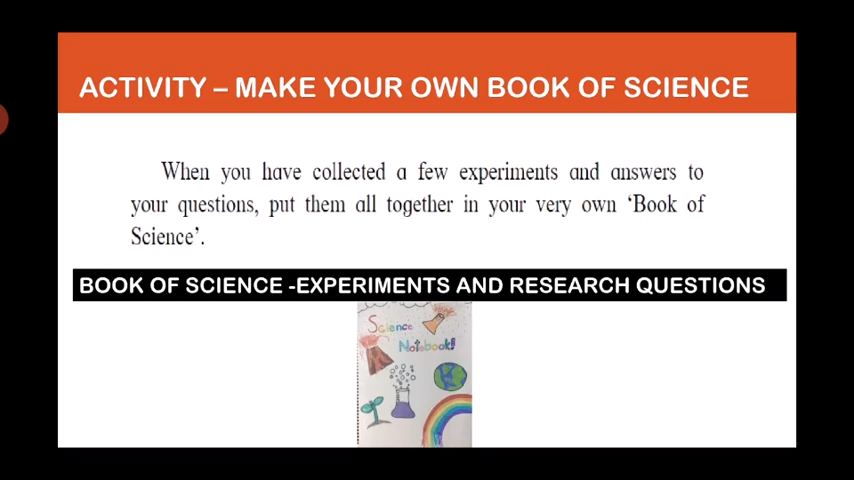 ACTIVITY – MAKE YOUR OWN BOOK OF SCIENCE
When you have collected a few experiments and answers to
your questions, put them all together in your very own ‘Book of
Science’.
BOOK OF SCIENCE -EXPERIMENTS AND RESEARCH QUESTIONS
Science
Notebook!